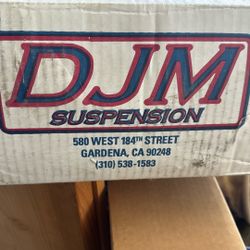 DJM
SUSPENSION
580 WEST 184TH STREET
GARDENA, CA 90248
(310) 538-1583